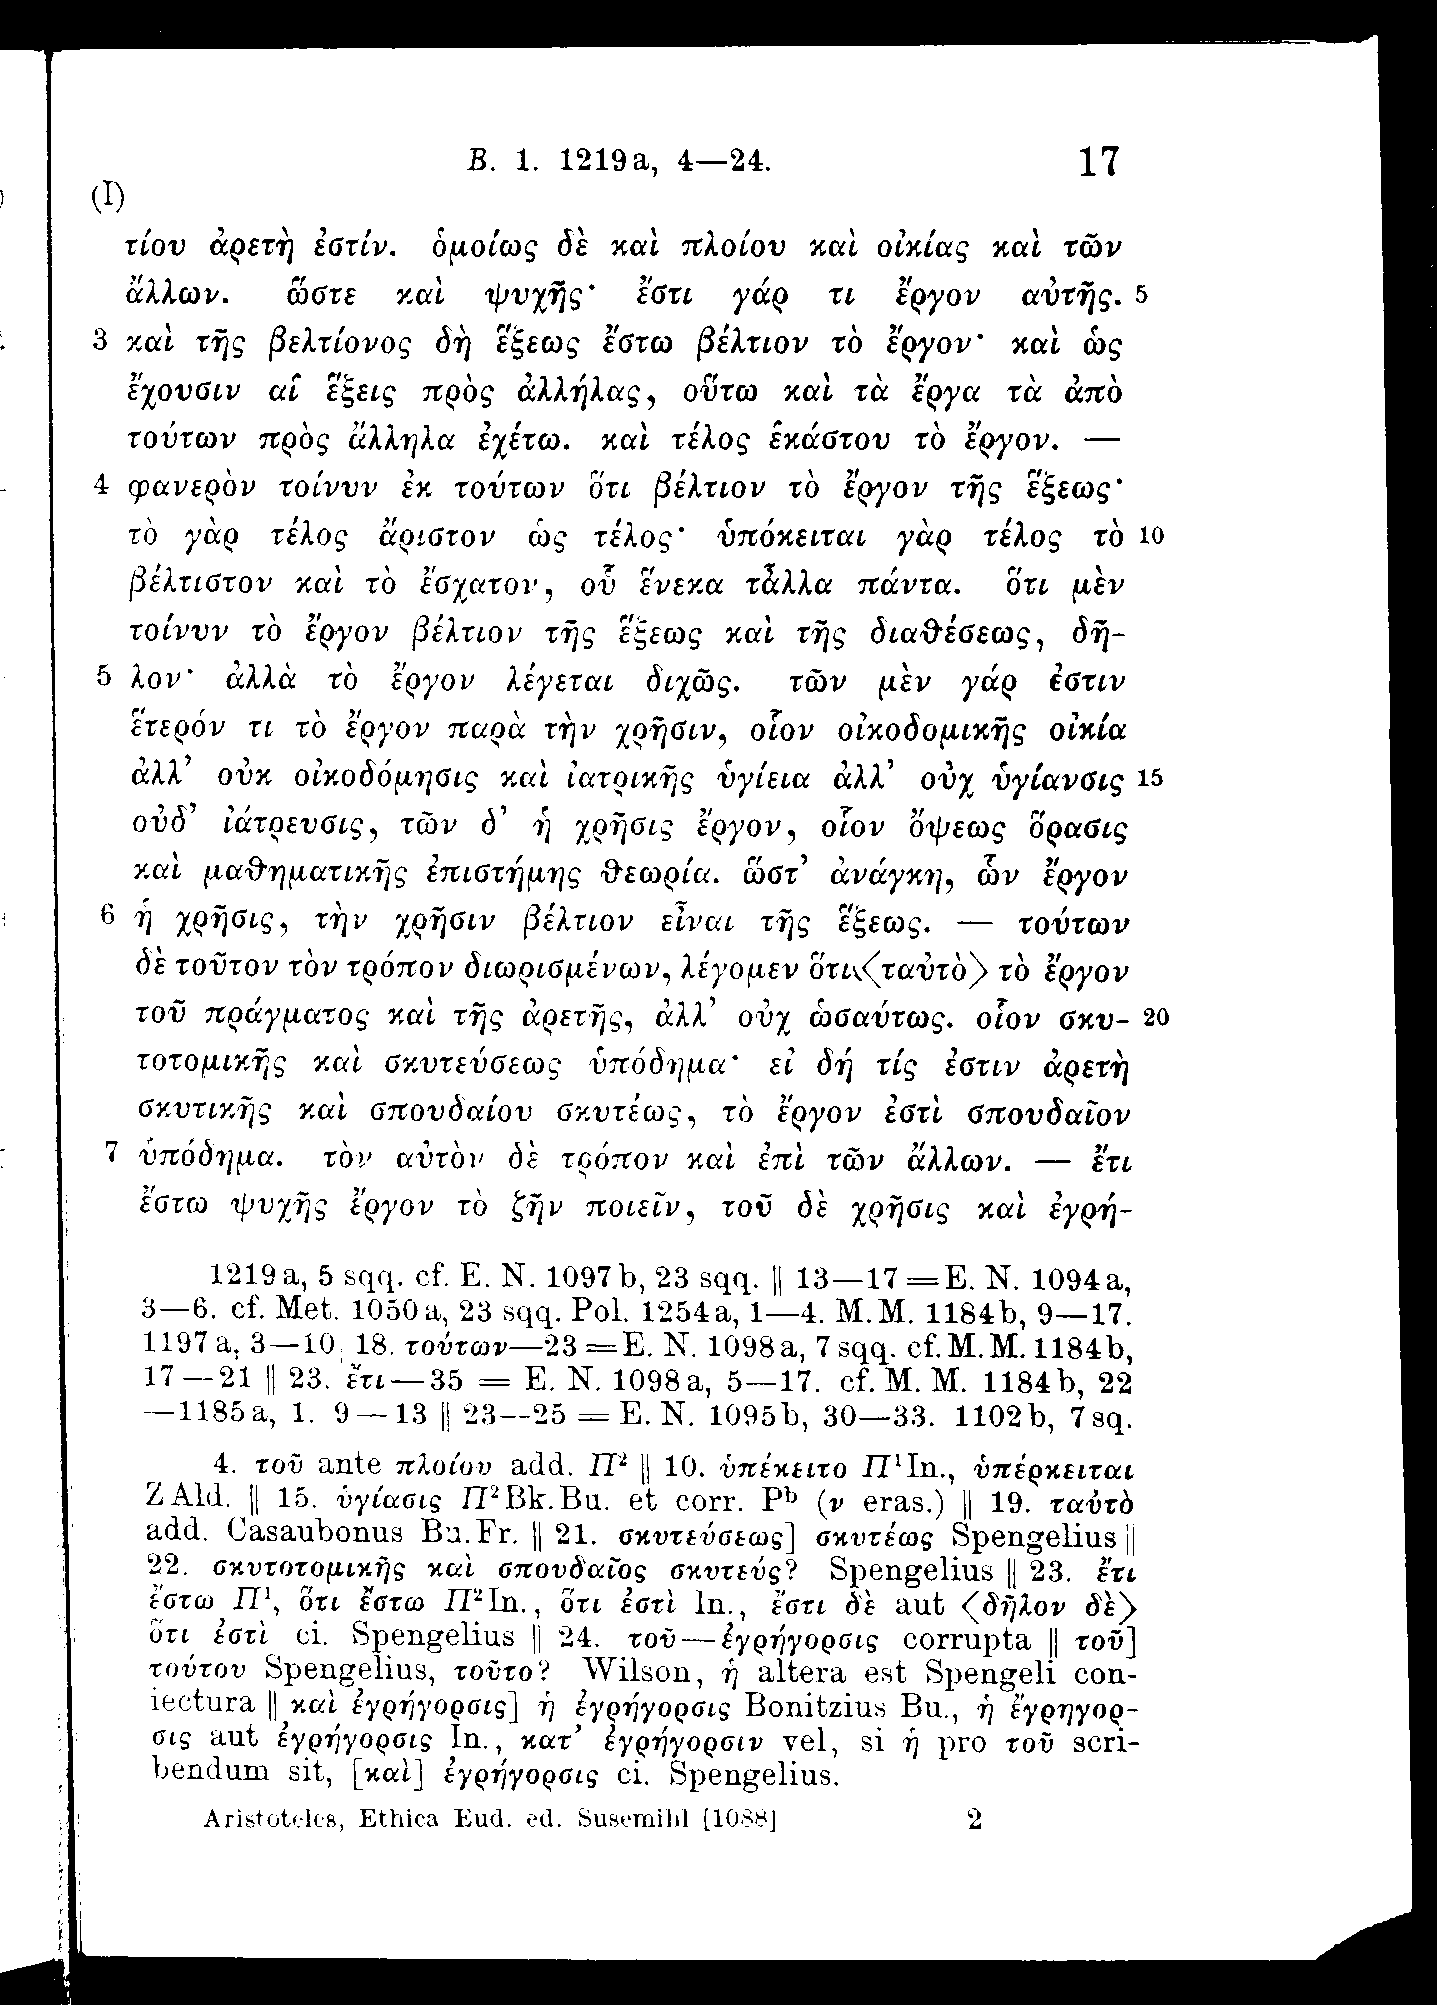 B. 1. 1219a, 4—24. 17
(I)
τίου ἀρετὴ ἐστίν. ὁμοίως δὲ καὶ πλοίου καὶ οἰκίας καὶ τῶν
ἄλλων. ὥστε καὶ ψυχῆς· ἔστι γάρ τι ἔργον αὐτῆς. 5
3 καὶ τῆς βελτίονος δὴ ἕξεως ἔστω βέλτιον τὸ ἔργον· καὶ ὡς
ἔχουσιν αἱ ἕξεις πρὸς ἀλλήλας, οὕτω καὶ τὰ ἔργα τὰ ἀπὸ
τούτων πρὸς ἄλληλα ἐχέτω. καὶ τέλος ἑκάστου τὸ ἔργον. —
4 φανερὸν τοίνυν ἐκ τούτων ὅτι βέλτιον τὸ ἔργον τῆς ἕξεως·
τὸ γὰρ τέλος ἄριστον ὡς τέλος· ὑπόκειται γὰρ τέλος τὸ 10
βέλτιστον καὶ τὸ ἔσχατον, οὗ ἕνεκα τἆλλα πάντα. ὅτι μὲν
τοίνυν τὸ ἔργον βέλτιον τῆς ἕξεως καὶ τῆς διαθέσεως, δῆ-
5 λον· ἀλλὰ τὸ ἔργον λέγεται διχῶς. τῶν μὲν γάρ ἐστιν
ἕτερόν τι τὸ ἔργον παρὰ τὴν χρῆσιν, οἷον οἰκοδομικῆς οἰκία
ἀλλ’ οὐκ οἰκοδόμησις καὶ ἰατρικῆς ὑγίεια ἀλλ’ οὐχ ὑγίανσις 15
οὐδ’ ἰάτρευσις, τῶν δ’ ἡ χρῆσις ἔργον, οἷον ὄψεως ὅρασις
καὶ μαθηματικῆς ἐπιστήμης θεωρία. ὥστ’ ἀνάγκη, ὧν ἔργον
6 ἡ χρῆσις, τὴν χρῆσιν βέλτιον εἶναι τῆς ἕξεως. — τούτων
δὲ τοῦτον τὸν τρόπον διωρισμένων, λέγομεν ὅτι <ταὐτὸ> τὸ ἔργον
τοῦ πράγματος καὶ τῆς ἀρετῆς, ἀλλ’ οὐχ ὡσαύτως. οἷον σκυ- 20
τοτομικῆς καὶ σκυτεύσεως ὑπόδημα· εἰ δή τίς ἐστιν ἀρετὴ
σκυτικῆς καὶ σπουδαίου σκυτέως, τὸ ἔργον ἐστὶ σπουδαῖον
7 ὑπόδημα. τὸν αὐτὸν δὲ τρόπον καὶ ἐπὶ τῶν ἄλλων. — ἔτι
ἔστω ψυχῆς ἔργον τὸ ζῆν ποιεῖν, τοῦ δὲ χρῆσις καὶ ἐγρή-
1219a, 5 sqq. cf. E. N. 1097b, 23 sqq. || 13—17 = E. N. 1094a,
3—6. cf. Met. 1050a, 23 sqq. Pol. 1254a, 1—4. M. M. 1184b, 9—17.
1197a, 3—10, 18. τούτων—23 = E. N. 1098a, 7 sqq. cf. M. M. 1184b,
17—21 || 23. ἔτι—35 = E. N. 1098a, 5—17. cf. M. M. 1184b, 22
—1185a, 1. 9—13 || 23—25 = E. N. 1095b, 30—33. 1102b, 7 sq.
4. τοῦ ante πλοίου add. Π² || 10. ὑπέκειτο Π¹ In., ὑπέρκειται
Z Ald. || 15. ὑγίασις Π² Bk. Bu. et corr. Pᵇ (ν eras.) || 19. ταὐτὸ
add. Casaubonus Bu. Fr. || 21. σκυτεύσεως] σκυτέως Spengelius ||
22. σκυτοτομικῆς καὶ σπουδαῖος σκυτεύς? Spengelius || 23. ἔτι
ἔστω Π¹, ὅτι ἔστω Π² In., ὅτι ἐστὶ In., ἔστι δὲ aut <δῆλον δὲ>
ὅτι ἐστὶ ci. Spengelius || 24. τοῦ—ἐγρήγορσις corrupta || τοῦ]
τούτου Spengelius, τοῦτο? Wilson, ἡ altera est Spengeli con-
iectura || καὶ ἐγρήγορσις] ἡ ἐγρήγορσις Bonitzius Bu., ἡ ἔγρηγορ-
σις aut ἐγρήγορσις In., κατ’ ἐγρήγορσιν vel, si ἡ pro τοῦ scri-
bendum sit, [καὶ] ἐγρήγορσις ci. Spengelius.
Aristoteles, Ethica Eud. ed. Susemihl [1088] 2